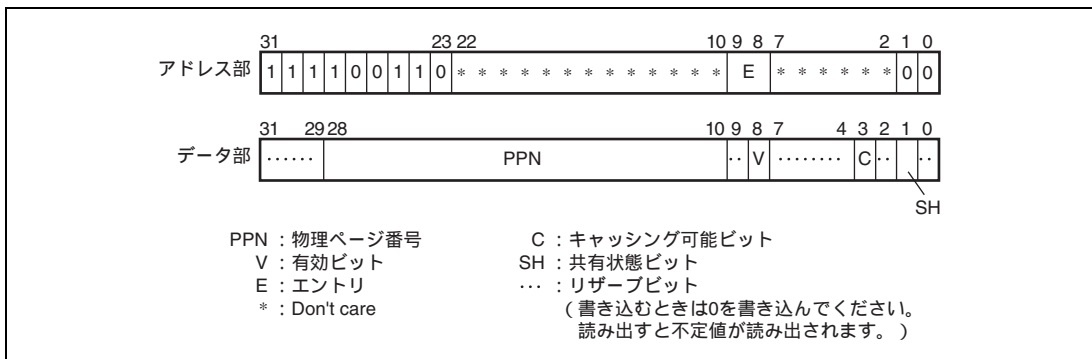 31 23 22 10 9 8 7 2 1 0
アドレス部 1 1 1 1 0 0 1 1 0 * * * * * * * * * * * * * E * * * * * * 0 0
31 29 28 10 9 8 7 4 3 2 1 0
データ部 ······ PPN ·· V ········ C ·· ··
SH
PPN ：物理ページ番号 C ：キャッシング可能ビット
V ：有効ビット SH ：共有状態ビット
E ：エントリ ··· ：リザーブビット
* ：Don't care （書き込むときは0を書き込んでください。
読み出すと不定値が読み出されます。）